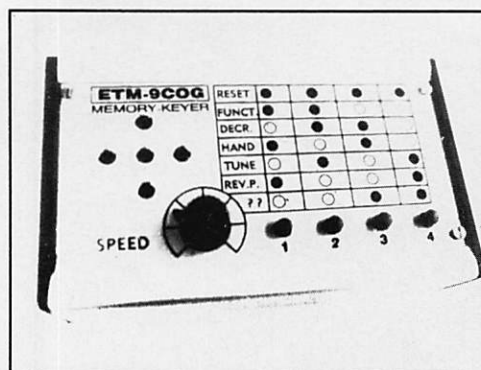 ETM-9COG
MEMORY-KEYER
RESET
FUNCT.
DECR.
HAND
TUNE
REV.P.
??
SPEED
1 2 3 4